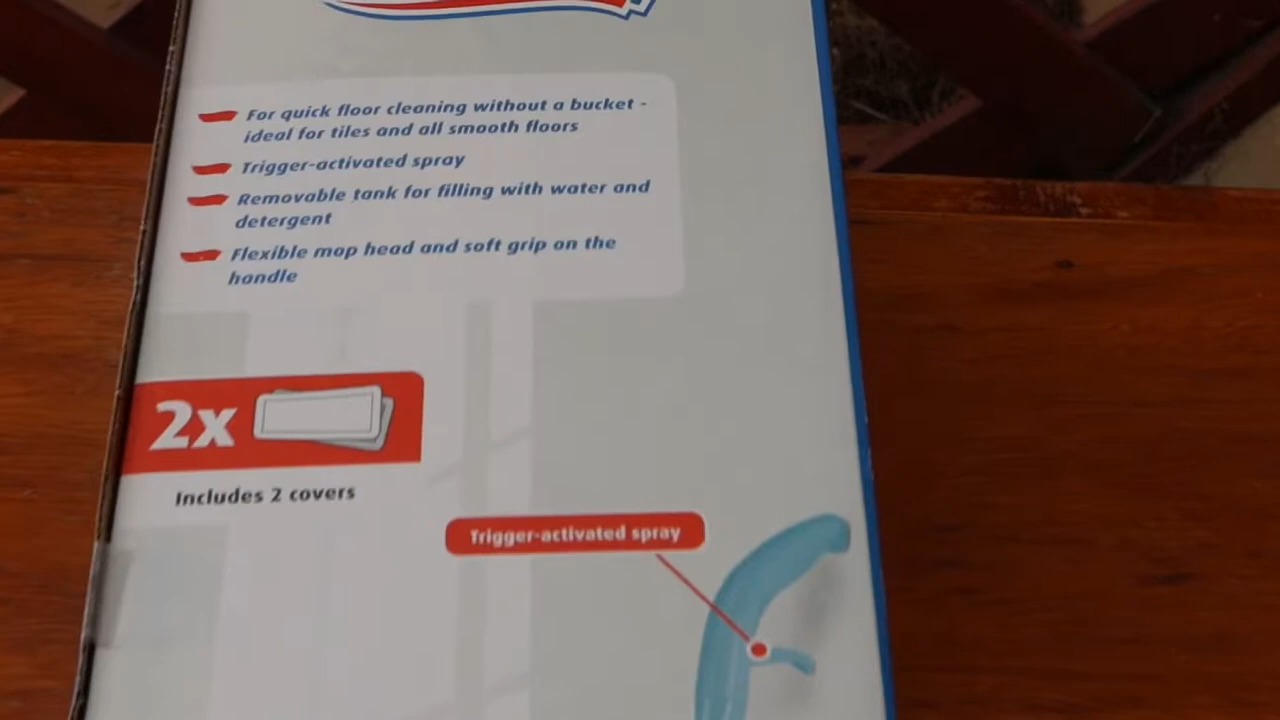 For quick floor cleaning without a bucket -
ideal for tiles and all smooth floors
Trigger-activated spray
Removable tank for filling with water and
detergent
Flexible mop head and soft grip on the
handle
2x
Includes 2 covers
Trigger-activated spray